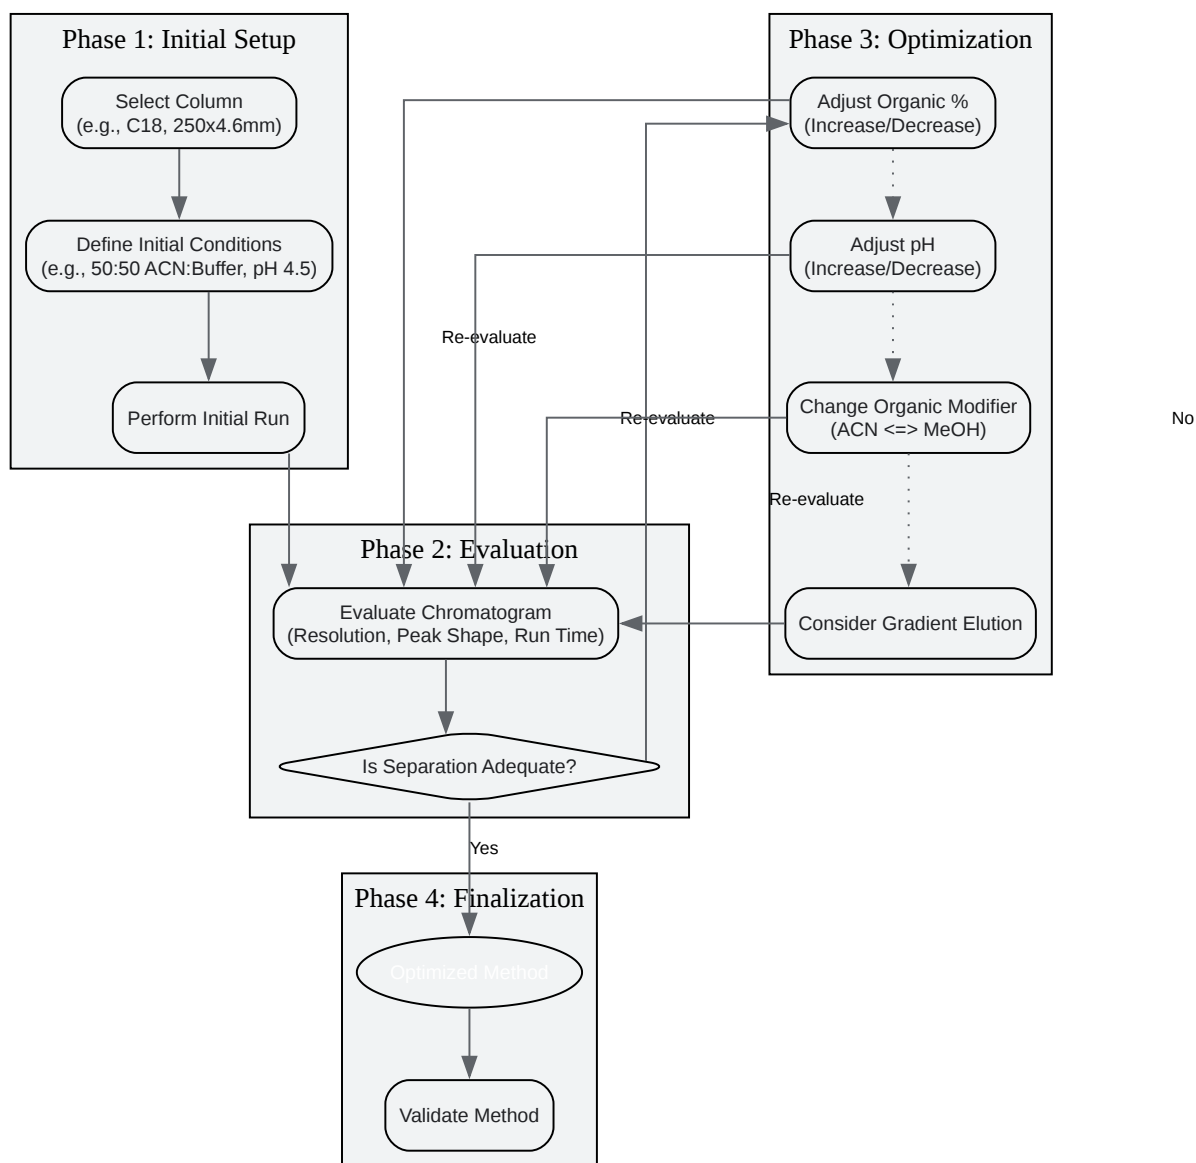 Phase 1: Initial Setup
Select Column
(e.g., C18, 250x4.6mm)
Define Initial Conditions
(e.g., 50:50 ACN:Buffer, pH 4.5)
Perform Initial Run
Phase 3: Optimization
Adjust Organic %
(Increase/Decrease)
Adjust pH
(Increase/Decrease)
Re-evaluate
Change Organic Modifier
(ACN <=> MeOH)
Re-evaluate
No
Re-evaluate
Consider Gradient Elution
Phase 2: Evaluation
Evaluate Chromatogram
(Resolution, Peak Shape, Run Time)
Is Separation Adequate?
Yes
Phase 4: Finalization
Optimized Method
Validate Method